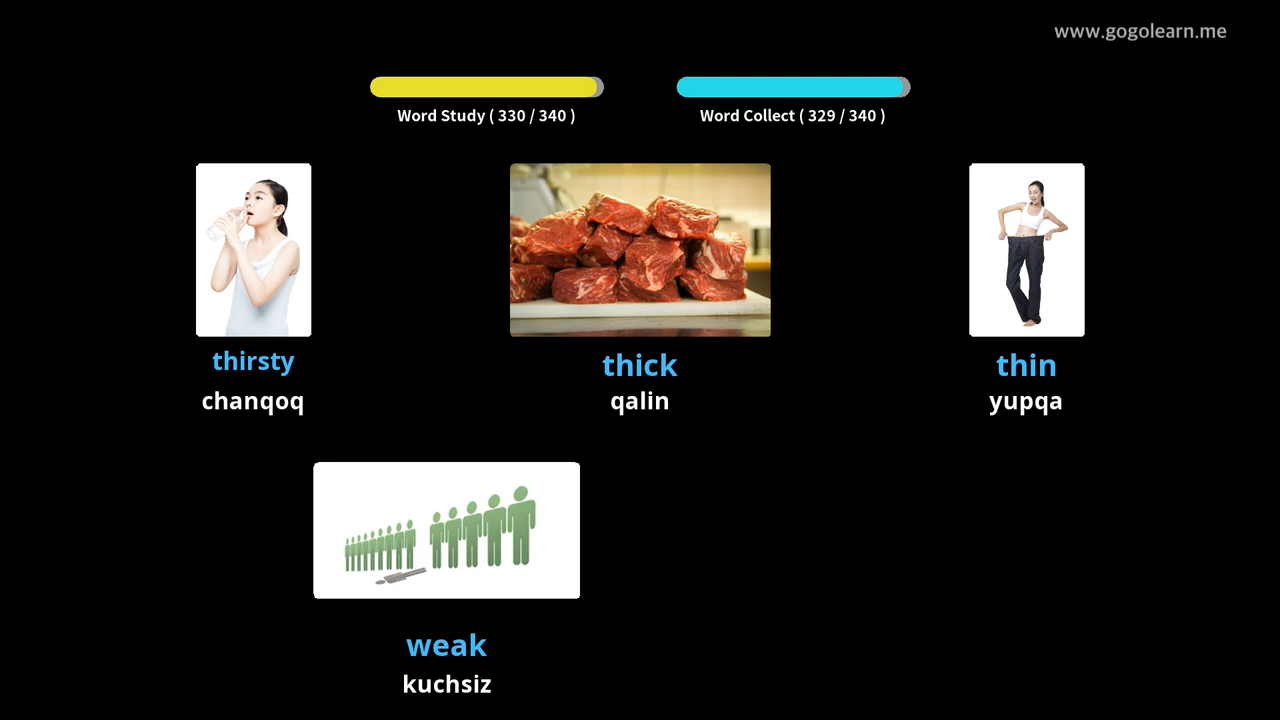 www.gogolearn.me
Word Study ( 330 / 340 )
Word Collect ( 329 / 340 )
thirsty
chanqoq
thick
qalin
thin
yupqa
weak
kuchsiz